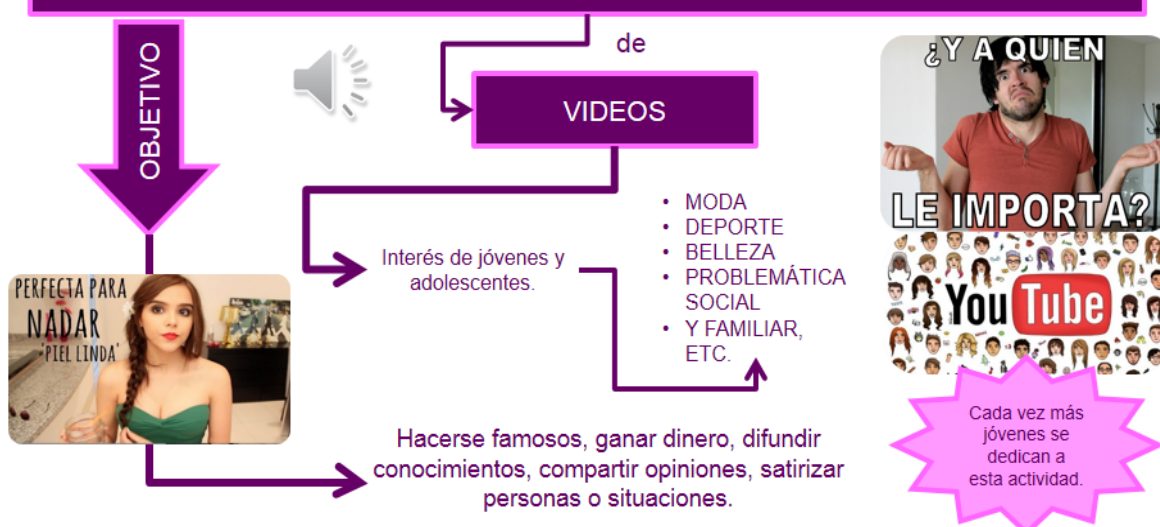 OBJETIVO
de
VIDEOS
¿Y A QUIEN
LE IMPORTA?
• MODA
• DEPORTE
• BELLEZA
• PROBLEMÁTICA
SOCIAL
• Y FAMILIAR,
ETC.
Interés de jóvenes y
adolescentes.
PERFECTA PARA
NADAR
'PIEL LINDA'
You Tube
Hacerse famosos, ganar dinero, difundir
conocimientos, compartir opiniones, satirizar
personas o situaciones.
Cada vez más
jóvenes se
dedican a
esta actividad.